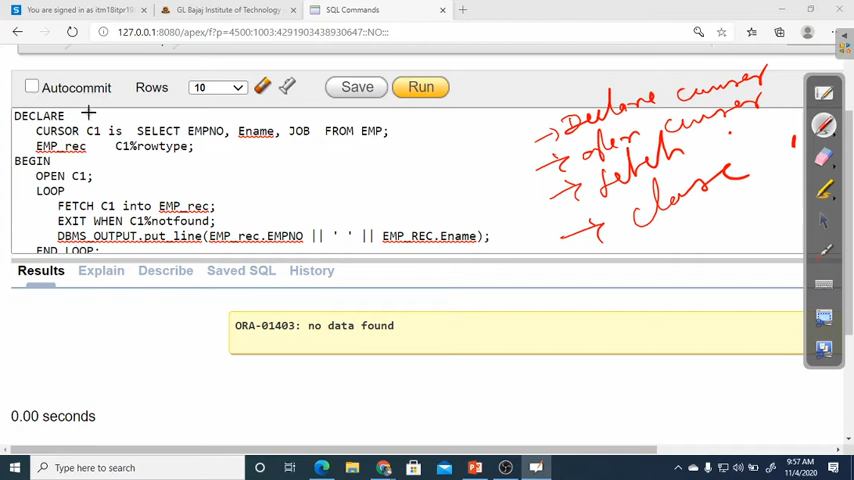 You are signed in as itm18itpr19
GL Bajaj Institute of Technology
SQL Commands
127.0.0.1:8080/apex/f?p=4500:1003:4291903438930647::NO:::
Autocommit Rows 10 Save Run
DECLARE
CURSOR C1 is SELECT EMPNO, Ename, JOB FROM EMP;
EMP_rec C1%rowtype;
BEGIN
OPEN C1;
LOOP
FETCH C1 into EMP_rec;
EXIT WHEN C1%notfound;
DBMS_OUTPUT.put_line(EMP_rec.EMPNO || ' ' || EMP_REC.Ename);
END LOOP;
Declare curser
open curser
fetch
close
Results Explain Describe Saved SQL History
ORA-01403: no data found
0.00 seconds
Type here to search
9:57 AM
11/4/2020